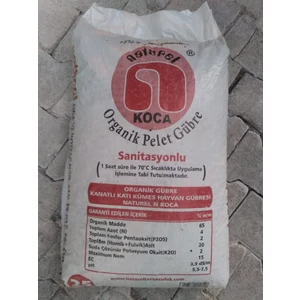 naturel
®
KOCA
Organik Pelet Gübre
Sanitasyonlu
( 1 Saat süre ile 70°C Sıcaklıkta Uygulama
İşlemine Tabi Tutulmaktadır.
ORGANİK GÜBRE
KANATLI KATI KÜMES HAYVAN GÜBRESİ
NATUREL N KOCA
GARANTİ EDİLEN İÇERİK % w/w
Organik Madde 65
Toplam Azot (N) 4
Toplam Fosfor Pentaoksit(P2O5) 2
Toplam (Humik+Fulvik)Asit 20
Suda Çözünür Potasyum Oksit(K2O) 2
Maksimum Nem 15
EC
pH 5,5-7,5
25